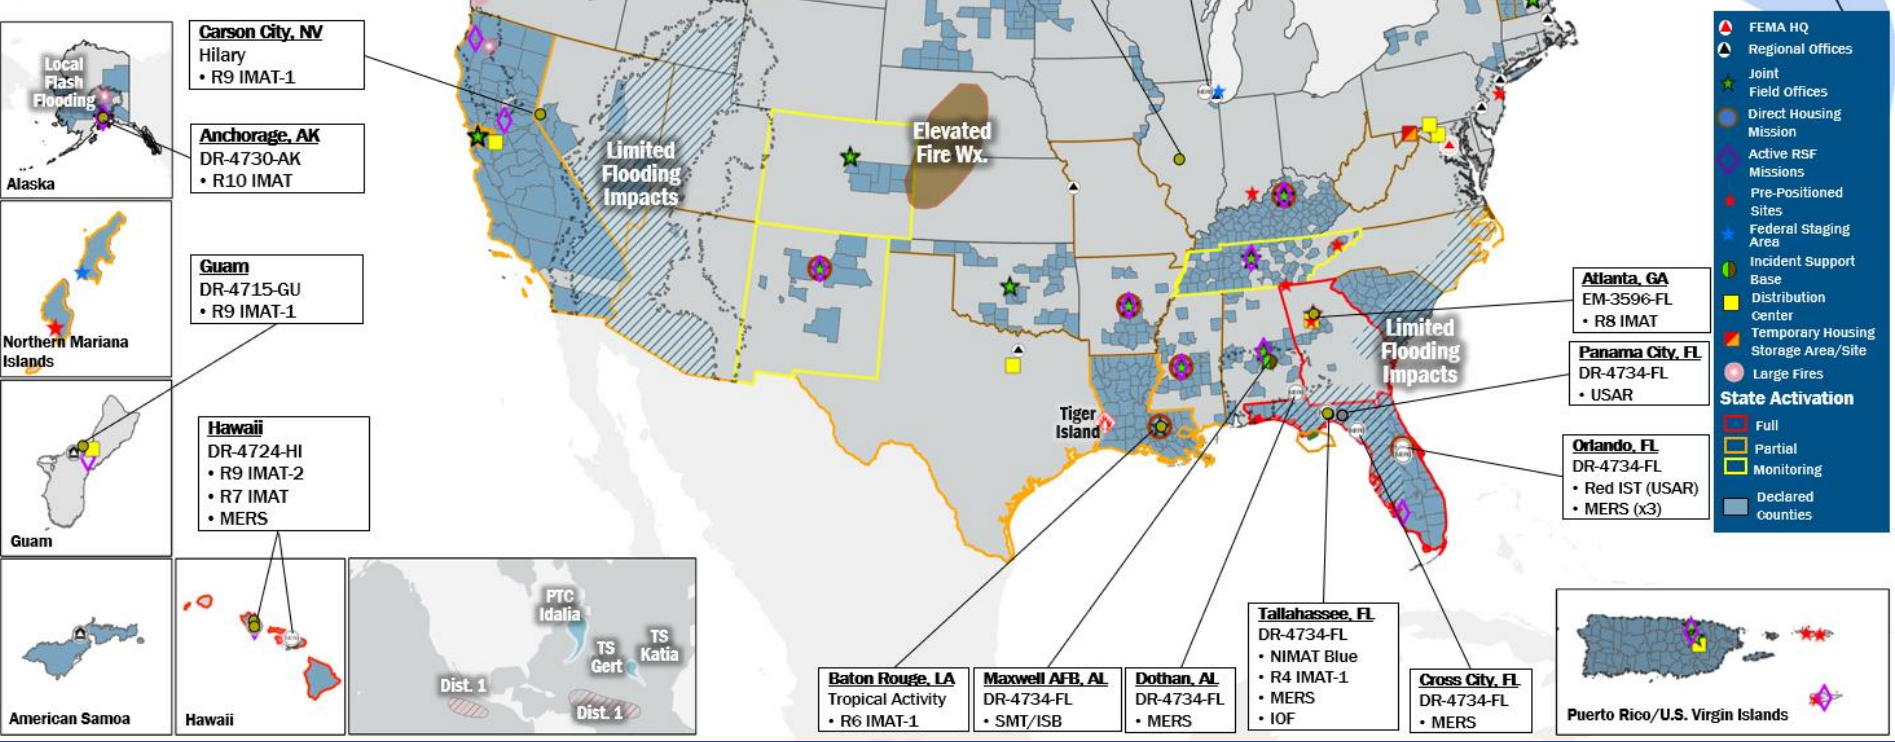 Local
Flash
Flooding
Alaska
Carson City, NV
Hilary
• R9 IMAT-1
Anchorage, AK
DR-4730-AK
• R10 IMAT
Northern Mariana
Islands
Guam
DR-4715-GU
• R9 IMAT-1
Guam
Hawaii
DR-4724-HI
• R9 IMAT-2
• R7 IMAT
• MERS
American Samoa
Hawaii
PTC
Idalia
TS
Gert
TS
Katia
Dist. 1
Dist. 1
Limited
Flooding
Impacts
Elevated
Fire Wx.
Tiger
Island
Limited
Flooding
Impacts
Baton Rouge, LA
Tropical Activity
• R6 IMAT-1
Maxwell AFB, AL
DR-4734-FL
• SMT/ISB
Dothan, AL
DR-4734-FL
• MERS
Tallahassee, FL
DR-4734-FL
• NIMAT Blue
• R4 IMAT-1
• MERS
• IOF
Cross City, FL
DR-4734-FL
• MERS
Atlanta, GA
EM-3596-FL
• R8 IMAT
Panama City, FL
DR-4734-FL
• USAR
Orlando, FL
DR-4734-FL
• Red IST (USAR)
• MERS (x3)
Puerto Rico/U.S. Virgin Islands
FEMA HQ
Regional Offices
Joint
Field Offices
Direct Housing
Mission
Active RSF
Missions
Pre-Positioned
Sites
Federal Staging
Area
Incident Support
Base
Distribution
Center
Temporary Housing
Storage Area/Site
Large Fires
State Activation
Full
Partial
Monitoring
Declared
Counties